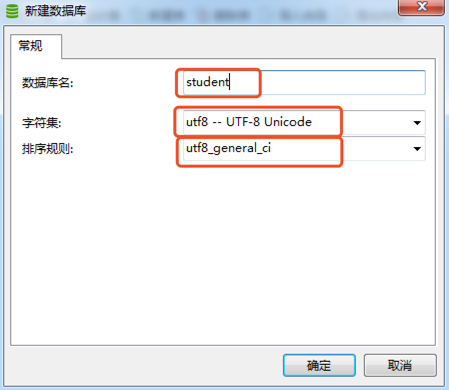 新建数据库
常规
数据库名: student
字符集: utf8 -- UTF-8 Unicode
排序规则: utf8_general_ci
确定 取消